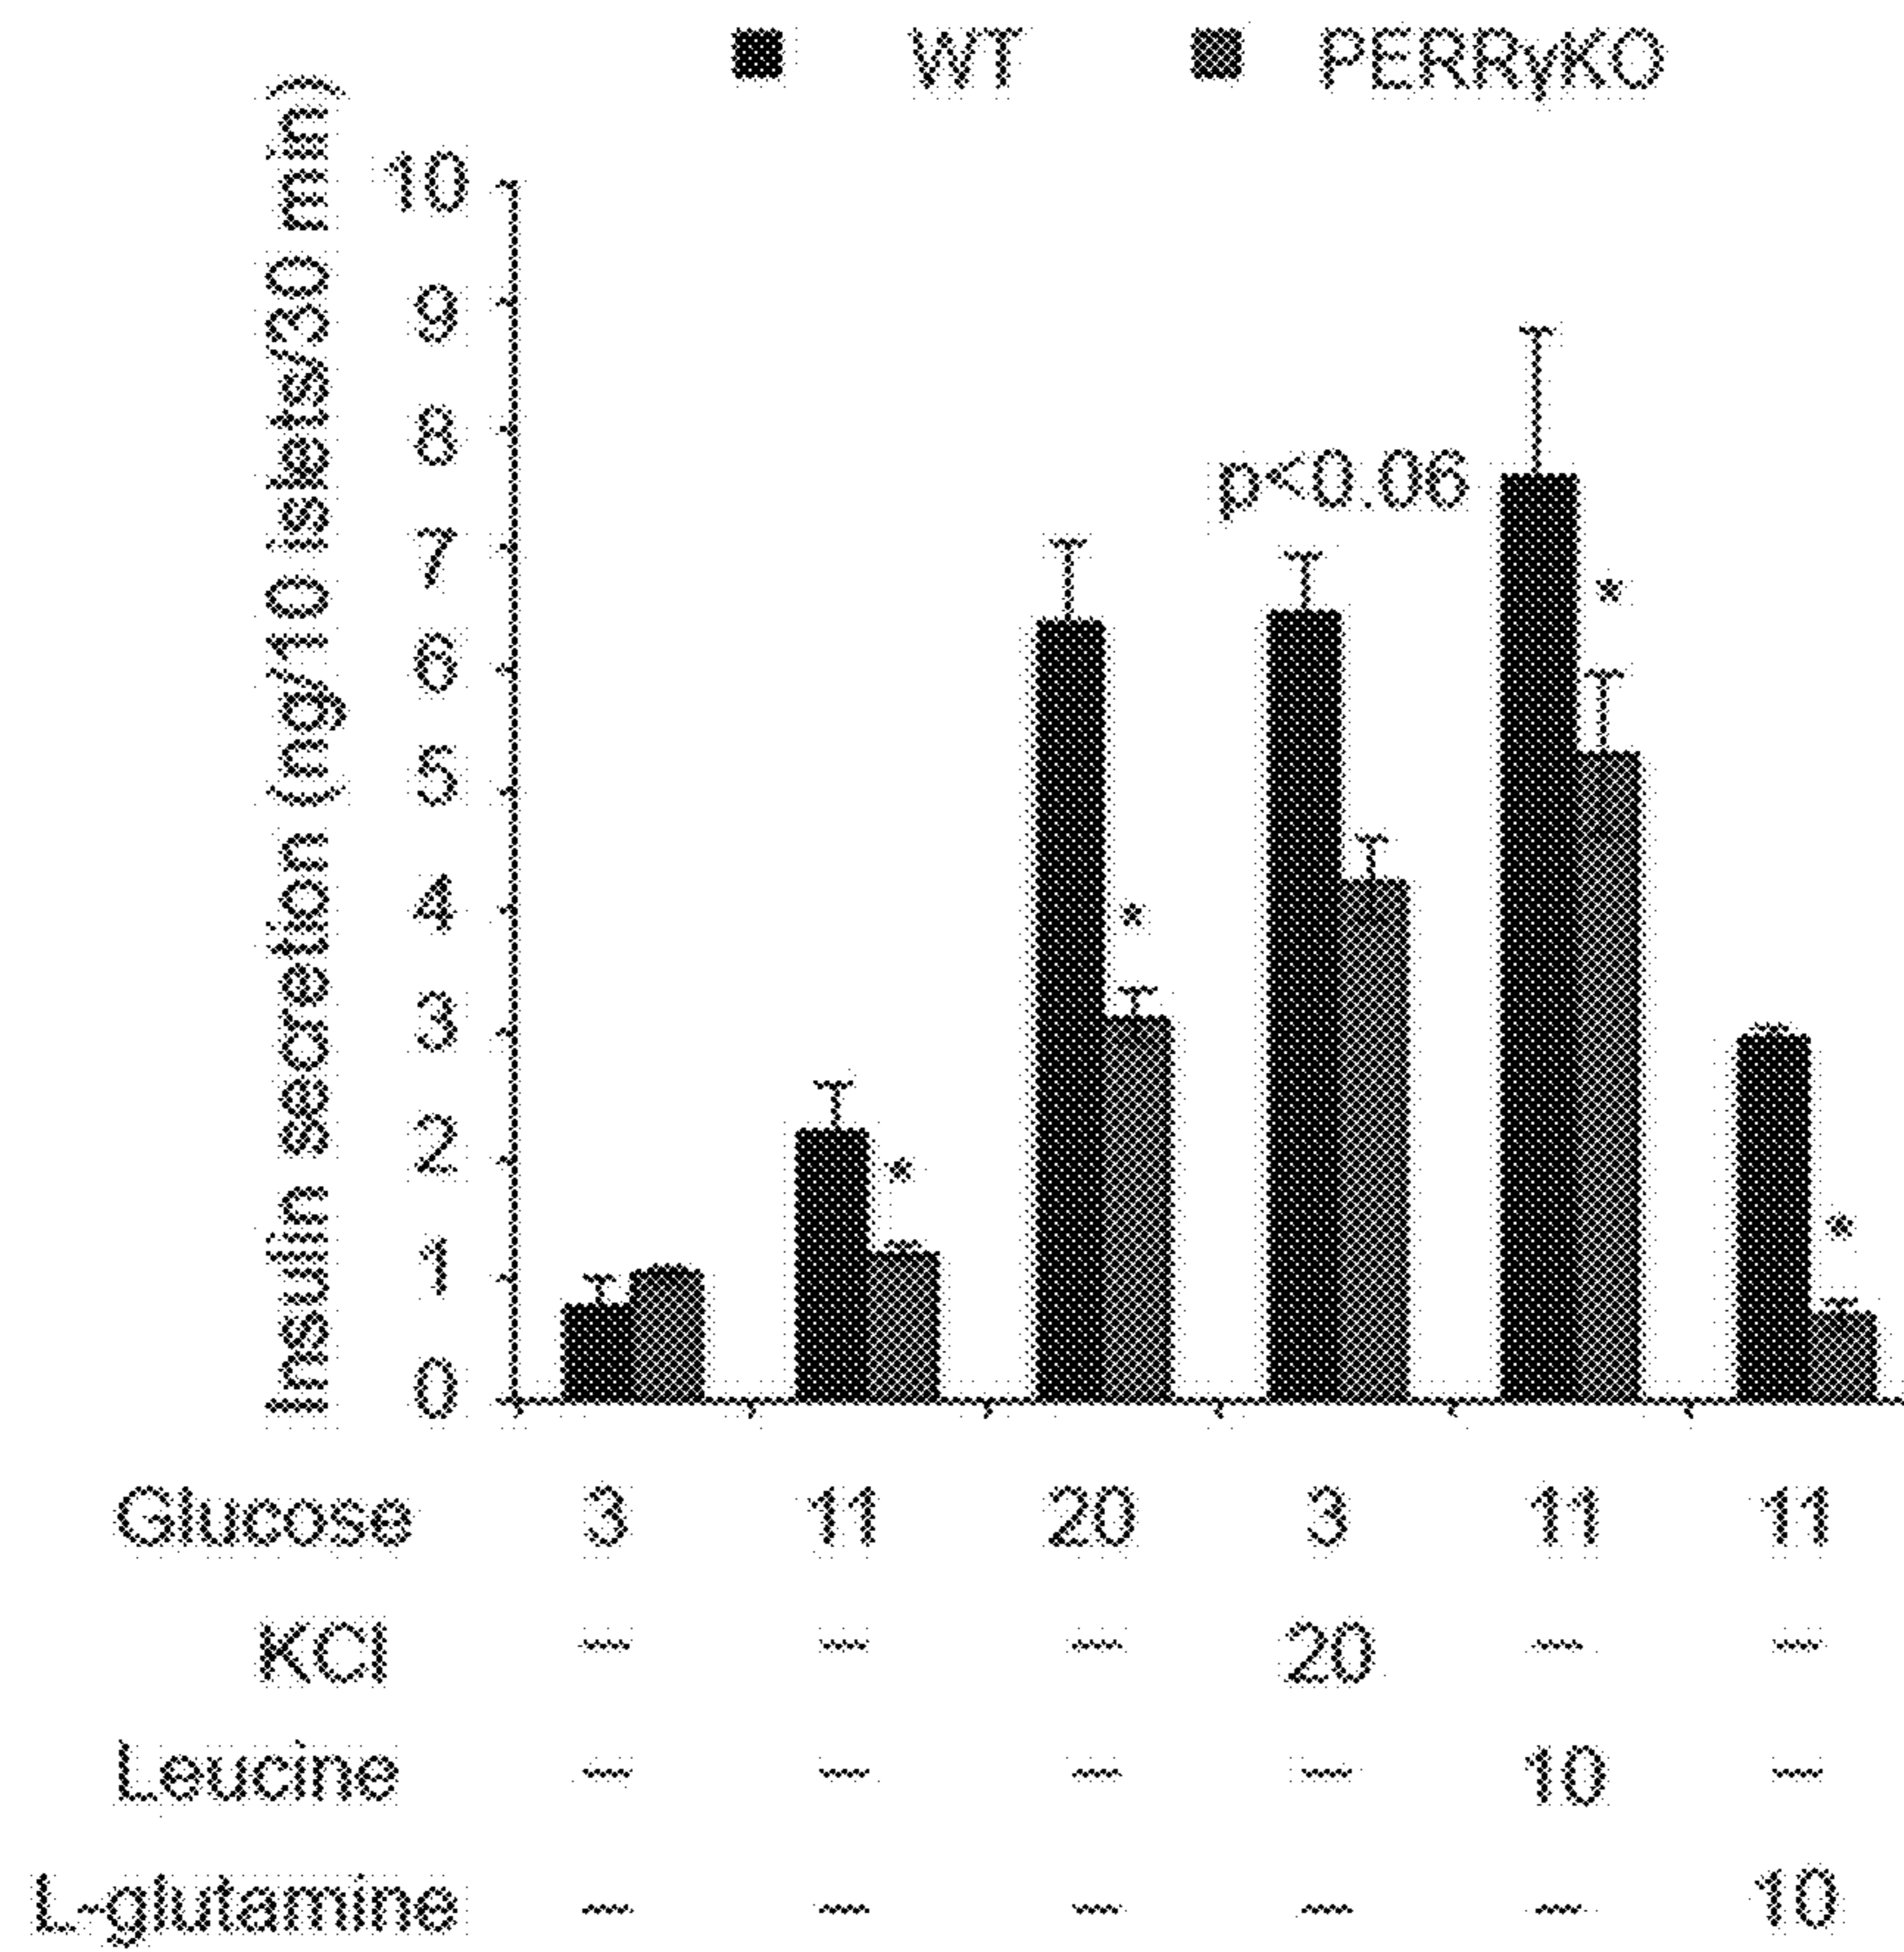 WT PERRγKO
Insulin secretion (ng/10 islets/30 min)
10
9
8
7
6
5
4
3
2
1
0
p<0.06
*
*
*
*
Glucose 3 11 20 3 11 11
KCl - - - 20 - -
Leucine - - - - 10 -
L-glutamine - - - - - 10